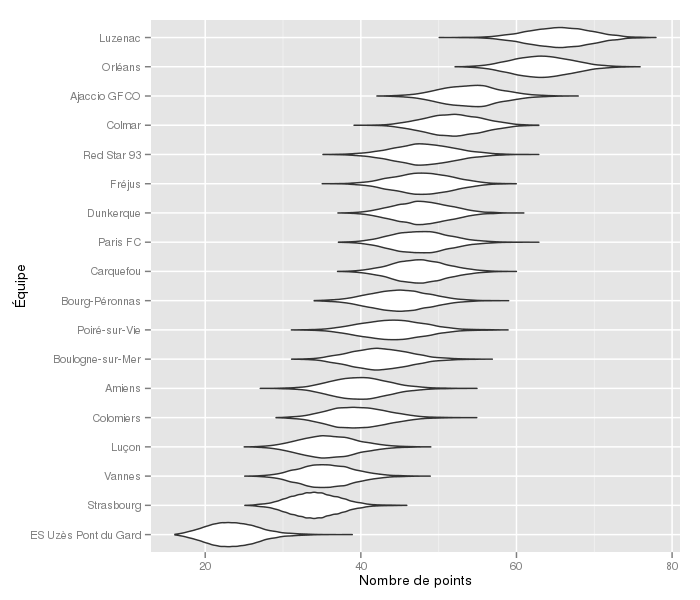 Équipe
Luzenac
Orléans
Ajaccio GFCO
Colmar
Red Star 93
Fréjus
Dunkerque
Paris FC
Carquefou
Bourg-Péronnas
Poiré-sur-Vie
Boulogne-sur-Mer
Amiens
Colomiers
Luçon
Vannes
Strasbourg
ES Uzès Pont du Gard
20 40 60 80
Nombre de points